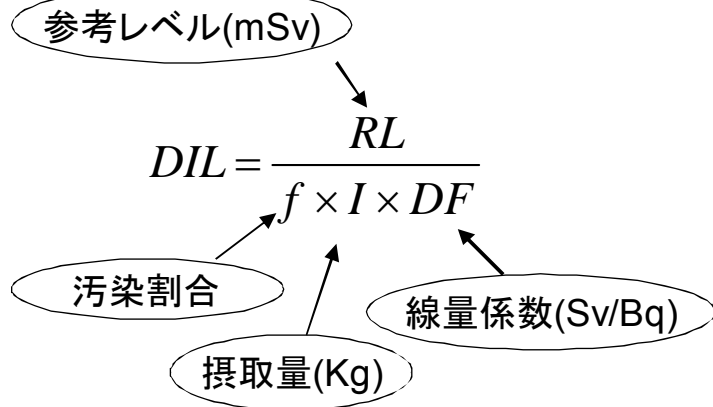 参考レベル(mSv)
DIL = RL / f × I × DF
汚染割合
線量係数(Sv/Bq)
摂取量(Kg)